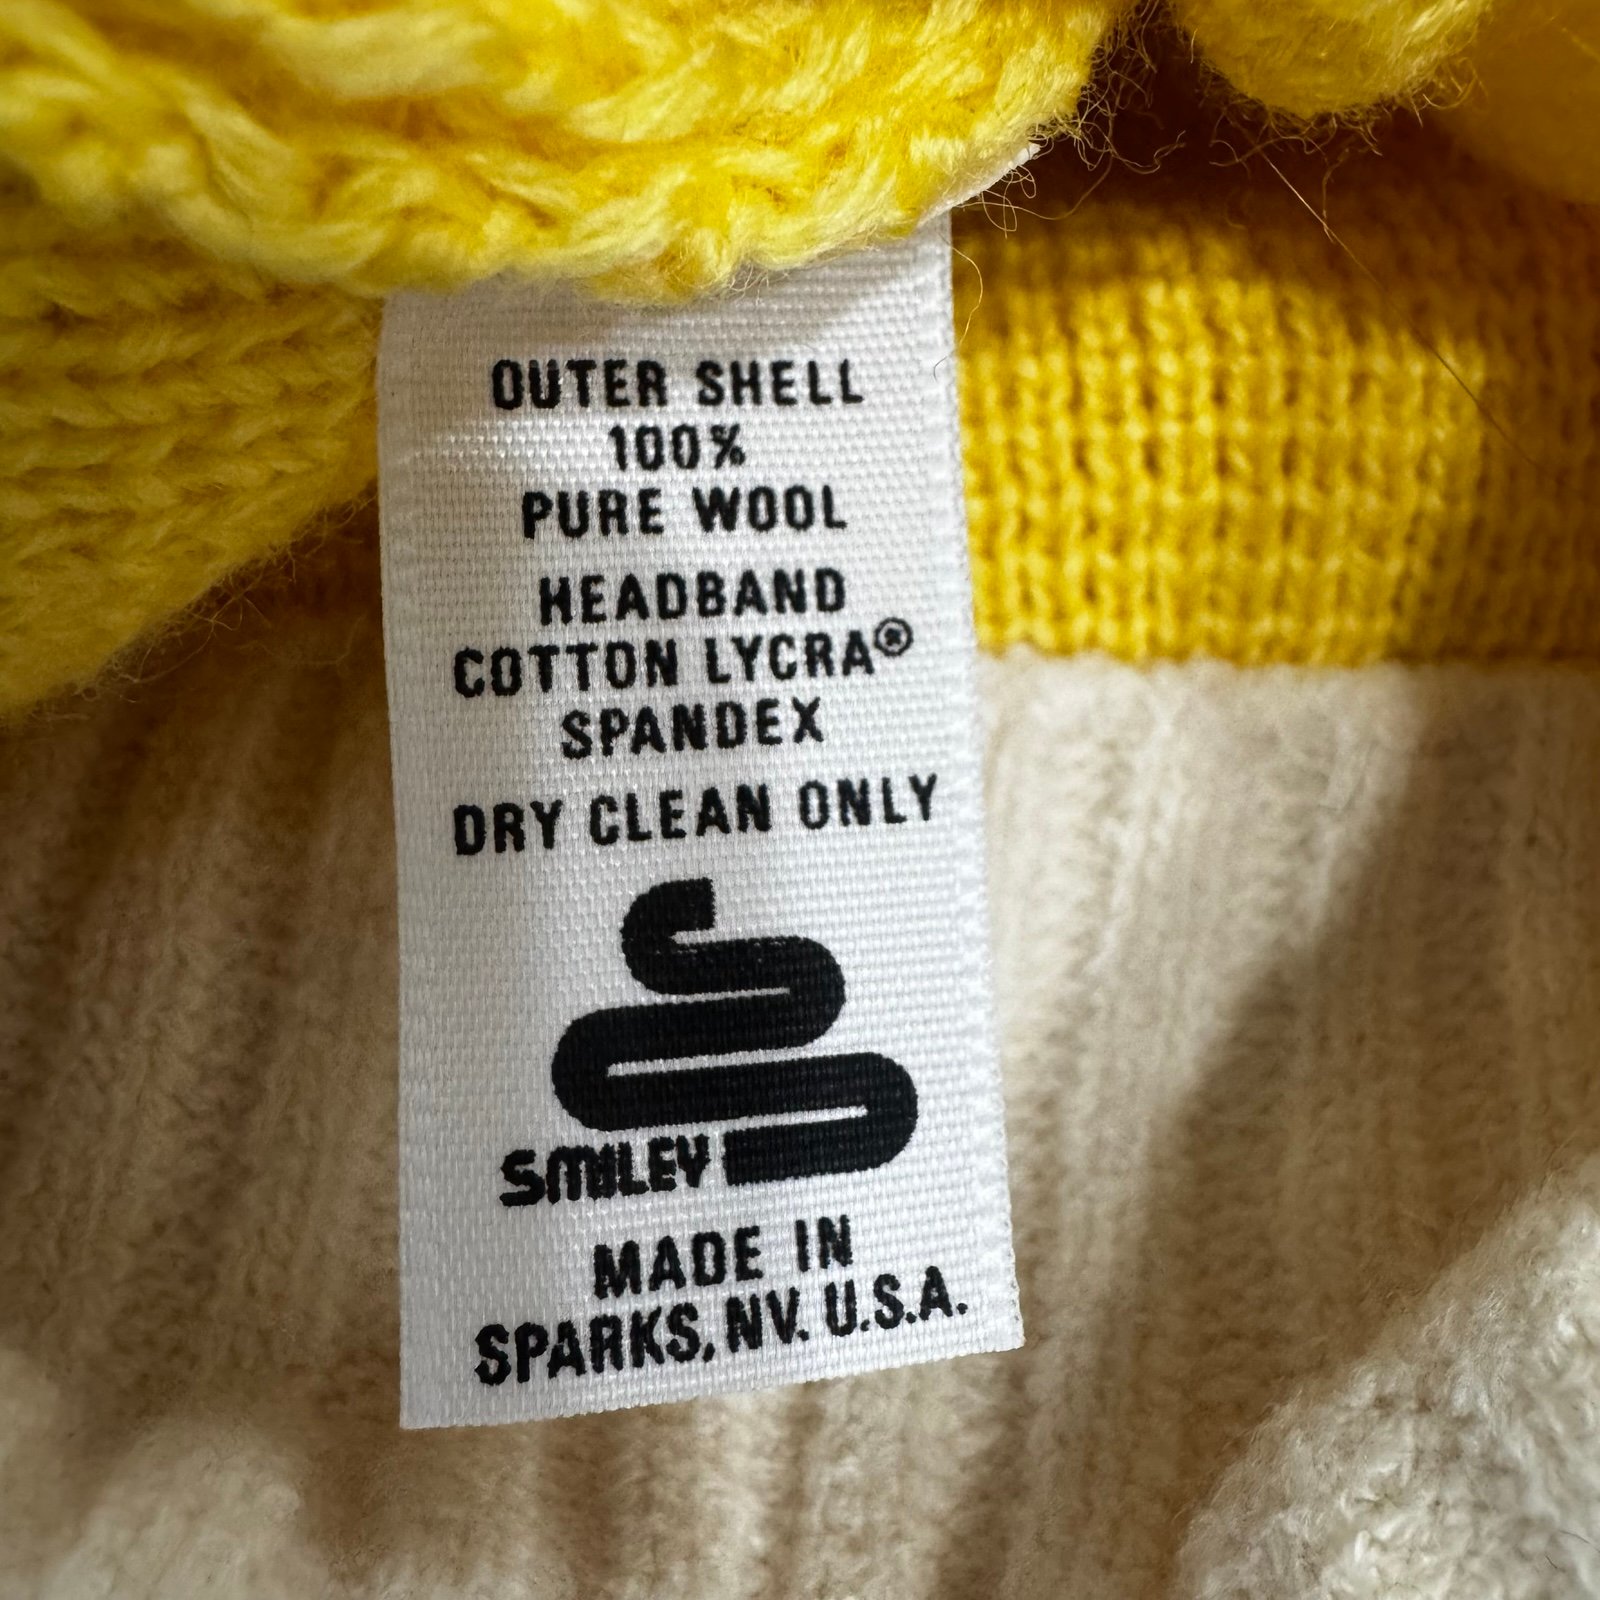 OUTER SHELL
100%
PURE WOOL
HEADBAND
COTTON LYCRA®
SPANDEX
DRY CLEAN ONLY
SMILEY
MADE IN
SPARKS, NV. U.S.A.